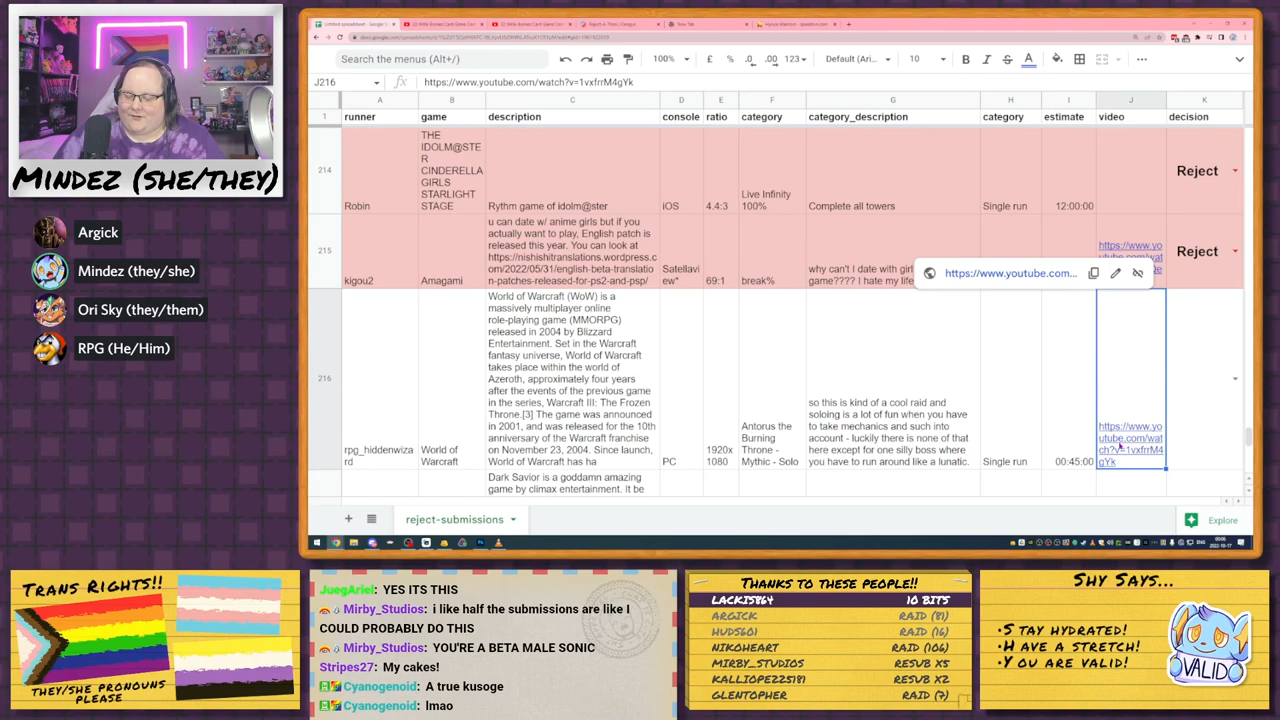 Mindez (she/they)
Argick
Mindez (they/she)
Ori Sky (they/them)
RPG (He/Him)
Search the menus (Alt+/)
100%
£
%
.0
.00
123
Default (Ari...
10
B
I
S
A
J216
fx
https://www.youtube.com/watch?v=1vxfrrM4gYk
A B C D E F G H I J K
1 runner game description console ratio category category_description category estimate video decision
214
Robin
THE
IDOLM@STE
R
CINDERELLA
GIRLS
STARLIGHT
STAGE
Rythm game of idolm@ster
iOS
4.4:3
Live Infinity
100%
Complete all towers
Single run
12:00:00
Reject
215
kigou2
Amagami
u can date w/ anime girls but if you
actually want to play, English patch is
released this year. You can look at
https://nishishitranslations.wordpress.c
om/2022/05/31/english-beta-translatio
n-patches-released-for-ps2-and-psp/
Satellavi
ew"
69:1
break%
why can't I date with girl
game???? I hate my life
https://www.yo
Reject
https://www.youtube.com...
216
rpg_hiddenwiza
rd
World of
Warcraft
World of Warcraft (WoW) is a
massively multiplayer online
role-playing game (MMORPG)
released in 2004 by Blizzard
Entertainment. Set in the Warcraft
fantasy universe, World of Warcraft
takes place within the world of
Azeroth, approximately four years
after the events of the previous game
in the series, Warcraft III: The Frozen
Throne.[3] The game was announced
in 2001, and was released for the 10th
anniversary of the Warcraft franchise
on November 23, 2004. Since launch,
World of Warcraft has ha
PC
1920x
1080
Antorus the
Burning
Throne -
Mythic - Solo
so this is kind of a cool raid and
soloing is a lot of fun when you have
to take mechanics and such into
account - luckily there is none of that
here except for one silly boss where
you have to run around like a lunatic.
Single run
00:45:00
https://www.yo
utube.com/wat
ch?v=1vxfrrM4
gYk
Dark Savior is a goddamn amazing
game by climax entertainment. It be
reject-submissions
Explore
TRANS RIGHTS!!
THEY/SHE PRONOUNS
PLEASE
JuegAriel: YES ITS THIS
Mirby_Studios: i like half the submissions are like I
COULD PROBABLY DO THIS
Mirby_Studios: YOU'RE A BETA MALE SONIC
Stripes27: My cakes!
Cyanogenoid: A true kusoge
Cyanogenoid: lmao
THANKS TO THESE PEOPLE!!
LACKIS864 10 BITS
ARGICK RAID (81)
HUDS601 RAID (16)
NIKOHEART RAID (106)
MIRBY_STUDIOS RESUB X5
KALLIOPE225181 RESUB X2
GLENTOPHER RAID (7)
SHY SAYS...
•STAY HYDRATED!
•HAVE A STRETCH!
•YOU ARE VALID!
VALID